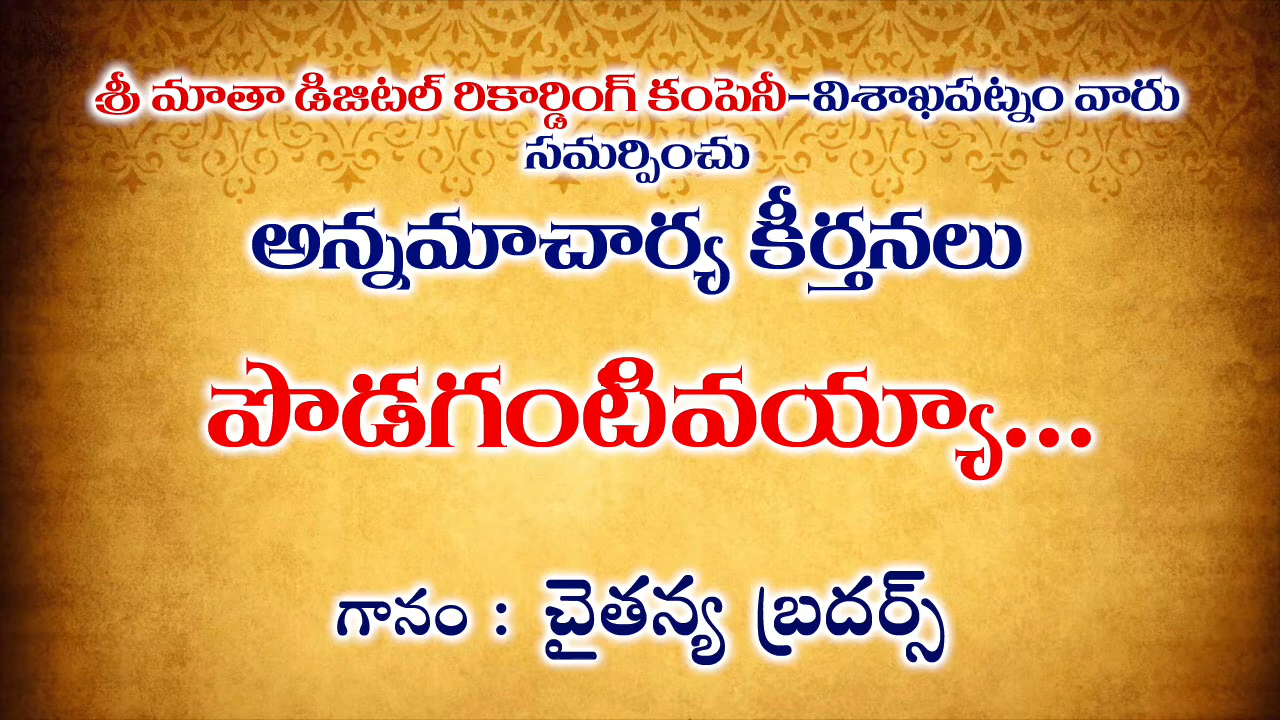 శ్రీ మాతా డిజిటల్ రికార్డింగ్ కంపెనీ-విశాఖపట్నం వారు
సమర్పించు
అన్నమాచార్య కీర్తనలు
పొడగంటివయ్యా...
గానం : చైతన్య బ్రదర్స్